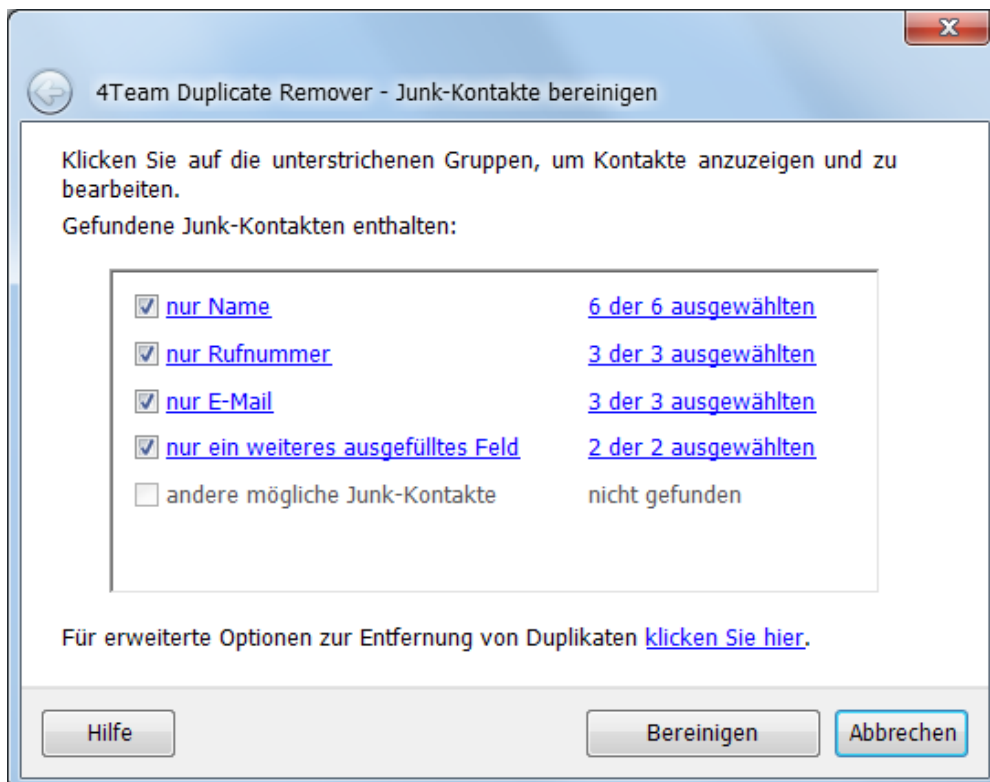 4Team Duplicate Remover - Junk-Kontakte bereinigen
Klicken Sie auf die unterstrichenen Gruppen, um Kontakte anzuzeigen und zu
bearbeiten.
Gefundene Junk-Kontakten enthalten:
nur Name 6 der 6 ausgewählten
nur Rufnummer 3 der 3 ausgewählten
nur E-Mail 3 der 3 ausgewählten
nur ein weiteres ausgefülltes Feld 2 der 2 ausgewählten
andere mögliche Junk-Kontakte nicht gefunden
Für erweiterte Optionen zur Entfernung von Duplikaten klicken Sie hier.
Hilfe Bereinigen Abbrechen